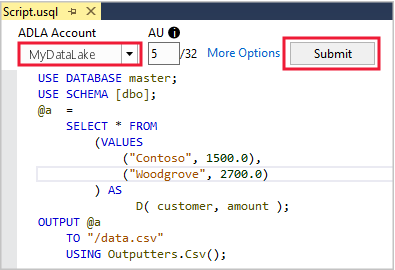 Script.usql
ADLA Account AU
MyDataLake 5 /32 More Options Submit
USE DATABASE master;
USE SCHEMA [dbo];
@a  =
    SELECT * FROM
        (VALUES
            ("Contoso", 1500.0),
            ("Woodgrove", 2700.0)
        ) AS
              D( customer, amount );
OUTPUT @a
    TO "/data.csv"
    USING Outputters.Csv();